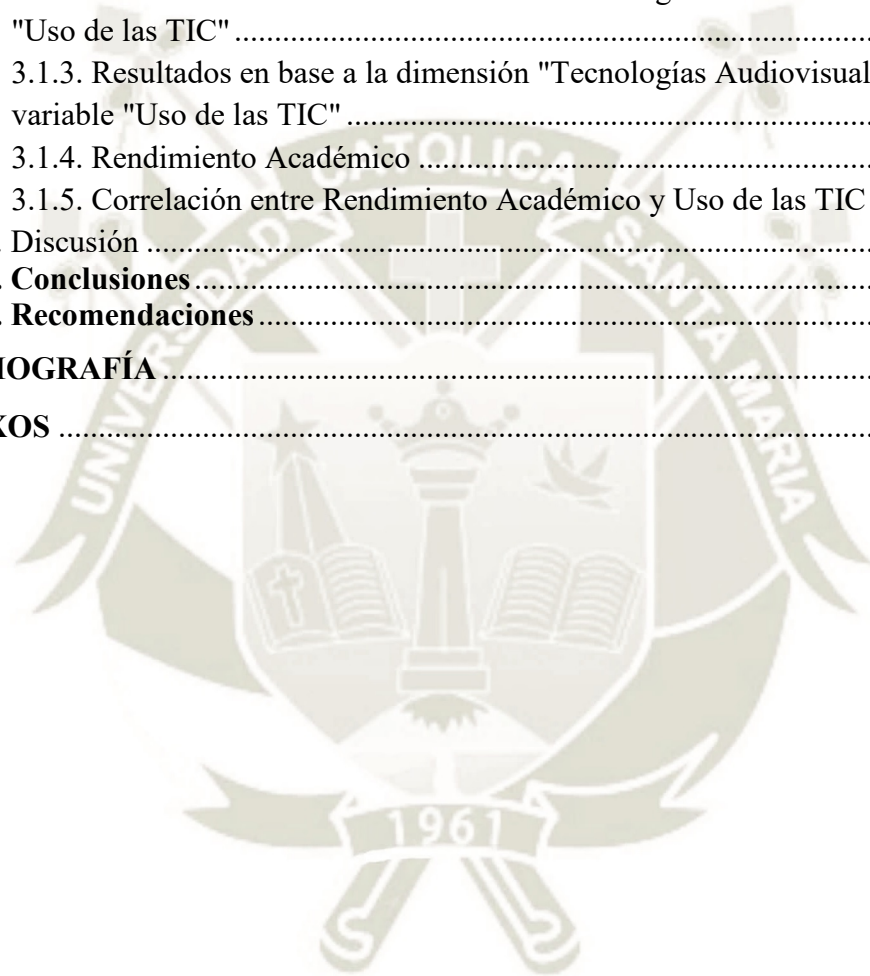 "Uso de las TIC" ................................................................
3.1.3. Resultados en base a la dimensión "Tecnologías Audiovisual
variable "Uso de las TIC" ................................................................
3.1.4. Rendimiento Académico ................................................................
3.1.5. Correlación entre Rendimiento Académico y Uso de las TIC
. Discusión ................................................................
. Conclusiones ................................................................
. Recomendaciones ................................................................
IOGRAFÍA ................................................................
XOS ................................................................
UNIVERSIDAD CATOLICA SANTA MARIA
1961